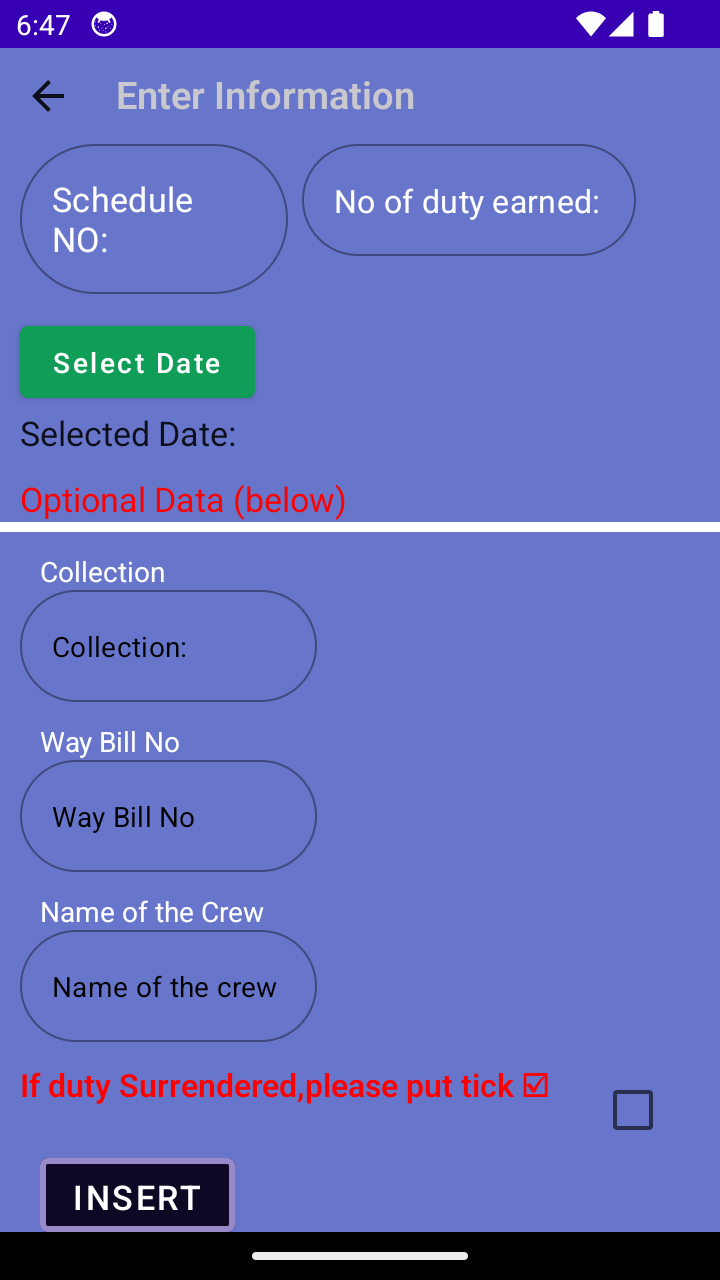 6:47
Enter Information
Schedule
NO:
No of duty earned:
Select Date
Selected Date:
Optional Data (below)
Collection
Collection:
Way Bill No
Way Bill No
Name of the Crew
Name of the crew
If duty Surrendered,please put tick ☑
INSERT